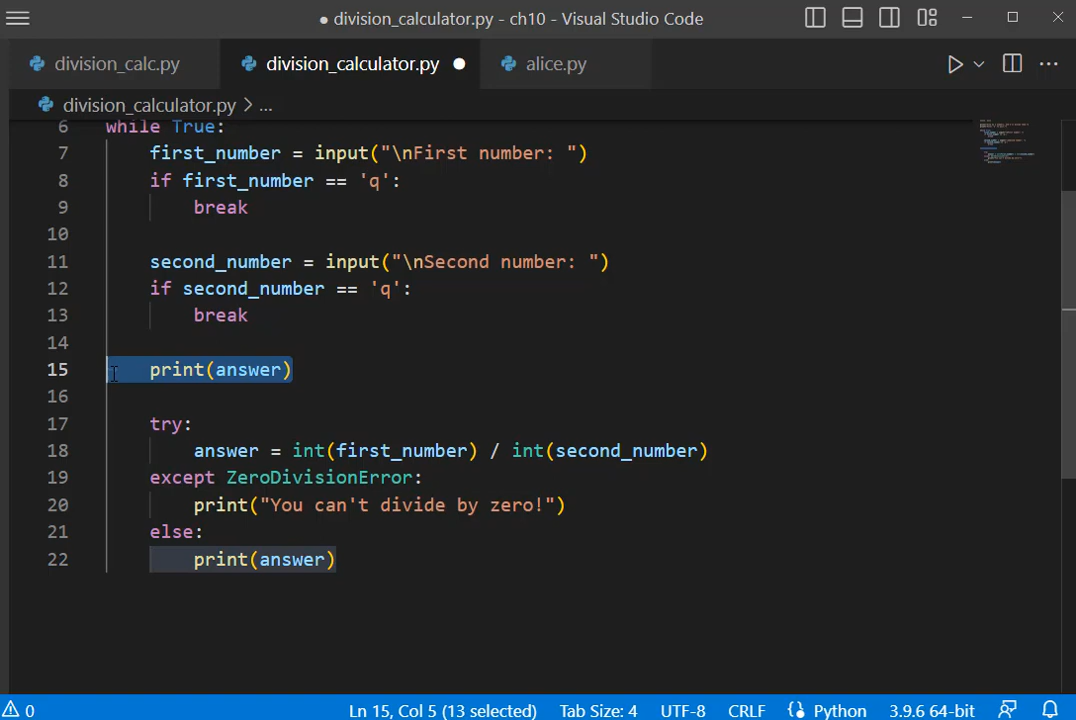 ● division_calculator.py - ch10 - Visual Studio Code
division_calc.py division_calculator.py ● alice.py
division_calculator.py > ...
6 while True:
7 first_number = input("\nFirst number: ")
8 if first_number == 'q':
9 break
10
11 second_number = input("\nSecond number: ")
12 if second_number == 'q':
13 break
14
15 print(answer)
16
17 try:
18 answer = int(first_number) / int(second_number)
19 except ZeroDivisionError:
20 print("You can't divide by zero!")
21 else:
22 print(answer)
0 Ln 15, Col 5 (13 selected) Tab Size: 4 UTF-8 CRLF Python 3.9.6 64-bit